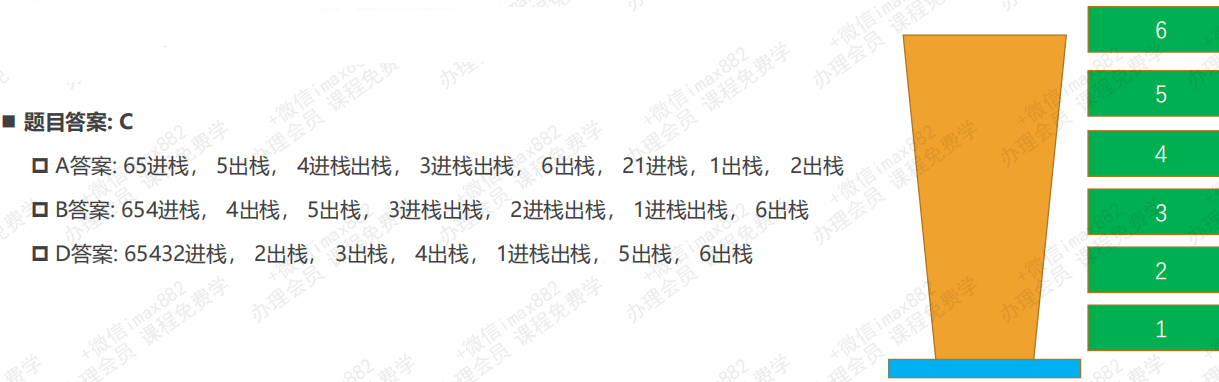 题目答案: C
A答案: 65进栈， 5出栈， 4进栈出栈， 3进栈出栈， 6出栈， 21进栈，1出栈， 2出栈
B答案: 654进栈， 4出栈， 5出栈， 3进栈出栈， 2进栈出栈， 1进栈出栈， 6出栈
D答案: 65432进栈， 2出栈， 3出栈， 4出栈， 1进栈出栈， 5出栈， 6出栈
6
5
4
3
2
1
+微信imax882
办理会员 课程免费学